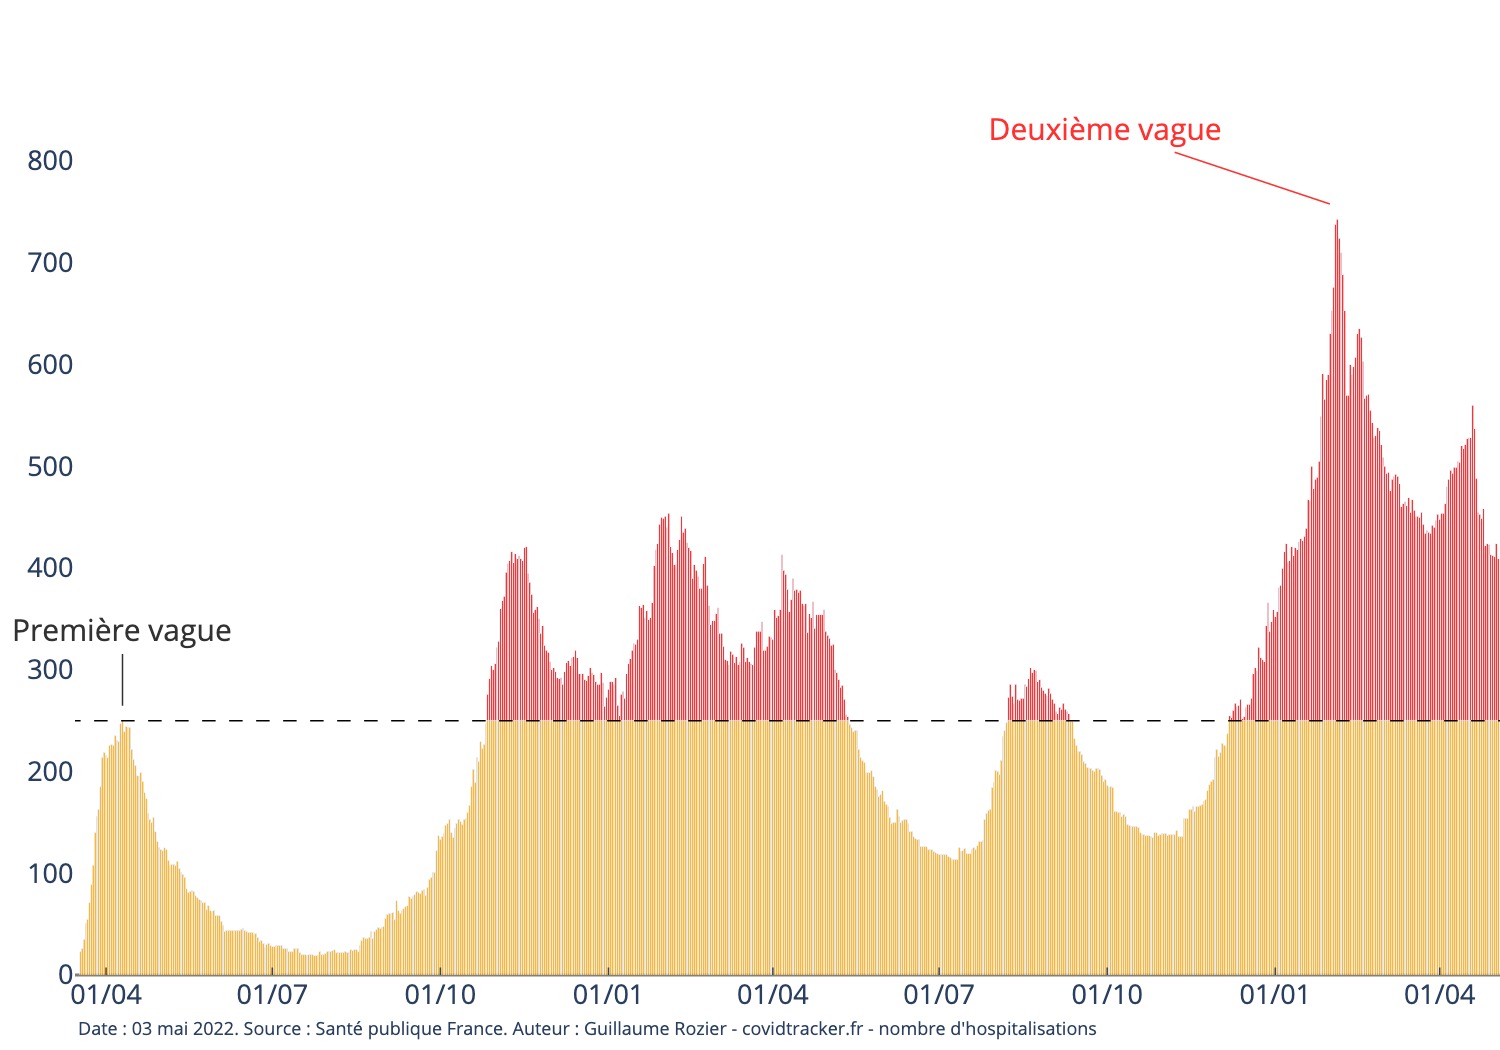 Deuxième vague
800
700
600
500
400
Première vague
300
200
100
0
01/04 01/07 01/10 01/01 01/04 01/07 01/10 01/01 01/04
Date : 03 mai 2022. Source : Santé publique France. Auteur : Guillaume Rozier - covidtracker.fr - nombre d'hospitalisations